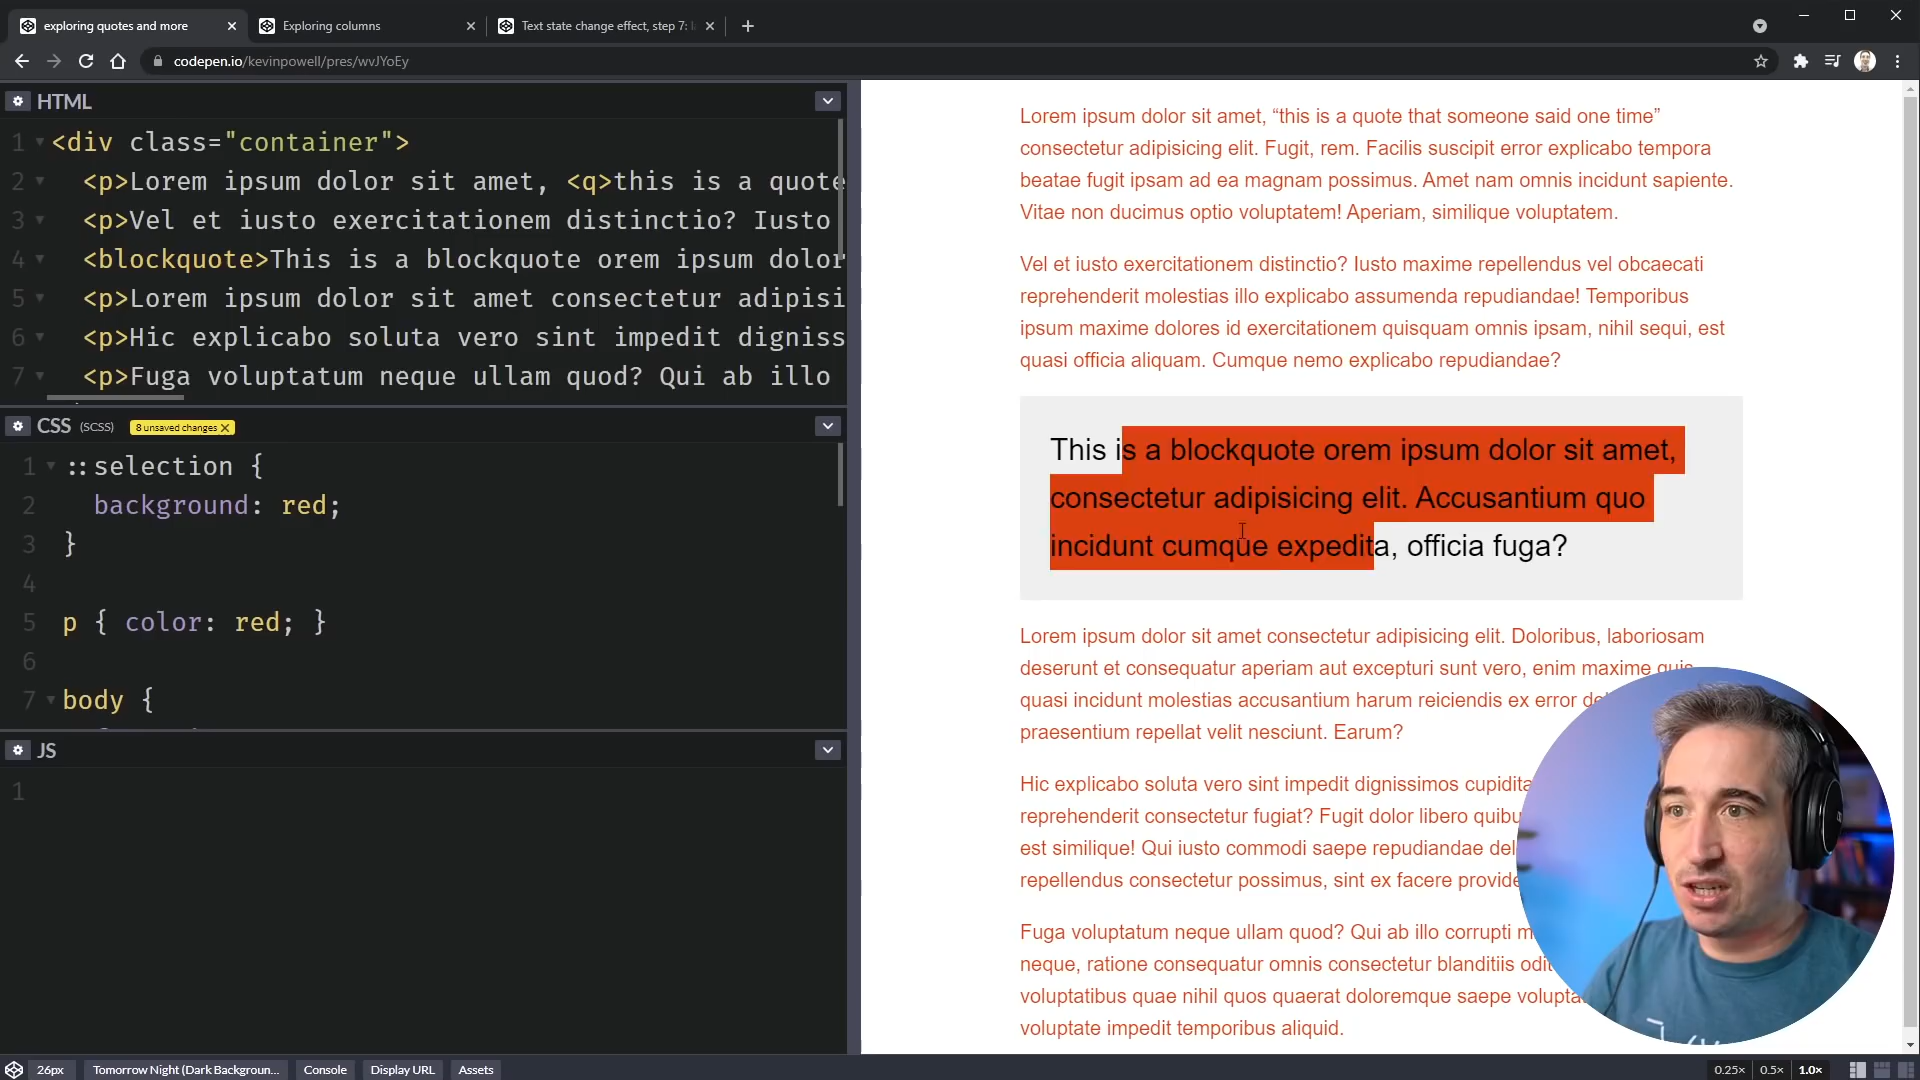 exploring quotes and more
Exploring columns
Text state change effect, step 7:
codepen.io/kevinpowell/pres/wvJYoEy
HTML
1 <div class="container">
2 <p>Lorem ipsum dolor sit amet, <q>this is a quote
3 <p>Vel et iusto exercitationem distinctio? Iusto
4 <blockquote>This is a blockquote orem ipsum dolor
5 <p>Lorem ipsum dolor sit amet consectetur adipisi
6 <p>Hic explicabo soluta vero sint impedit digniss
7 <p>Fuga voluptatum neque ullam quod? Qui ab illo
CSS (SCSS) 8 unsaved changes X
1 ::selection {
2 background: red;
3 }
4
5 p { color: red; }
6
7 body {
JS
1
Lorem ipsum dolor sit amet, “this is a quote that someone said one time”
consectetur adipisicing elit. Fugit, rem. Facilis suscipit error explicabo tempora
beatae fugit ipsam ad ea magnam possimus. Amet nam omnis incidunt sapiente.
Vitae non ducimus optio voluptatem! Aperiam, similique voluptatem.
Vel et iusto exercitationem distinctio? Iusto maxime repellendus vel obcaecati
reprehenderit molestias illo explicabo assumenda repudiandae! Temporibus
ipsum maxime dolores id exercitationem quisquam omnis ipsam, nihil sequi, est
quasi officia aliquam. Cumque nemo explicabo repudiandae?
This is a blockquote orem ipsum dolor sit amet,
consectetur adipisicing elit. Accusantium quo
incidunt cumque expedita, officia fuga?
Lorem ipsum dolor sit amet consectetur adipisicing elit. Doloribus, laboriosam
deserunt et consequatur aperiam aut excepturi sunt vero, enim maxime quis
quasi incidunt molestias accusantium harum reiciendis ex error
praesentium repellat velit nesciunt. Earum?
Hic explicabo soluta vero sint impedit dignissimos cupidita
reprehenderit consectetur fugiat? Fugit dolor libero quibu
est similique! Qui iusto commodi saepe repudiandae del
repellendus consectetur possimus, sint ex facere provide
Fuga voluptatum neque ullam quod? Qui ab illo corrupti
neque, ratione consequatur omnis consectetur blanditiis odit
voluptatibus quae nihil quos quaerat doloremque saepe volupta
voluptate impedit temporibus aliquid.
26px Tomorrow Night (Dark Backgroun... Console Display URL Assets 0.25× 0.5× 1.0×